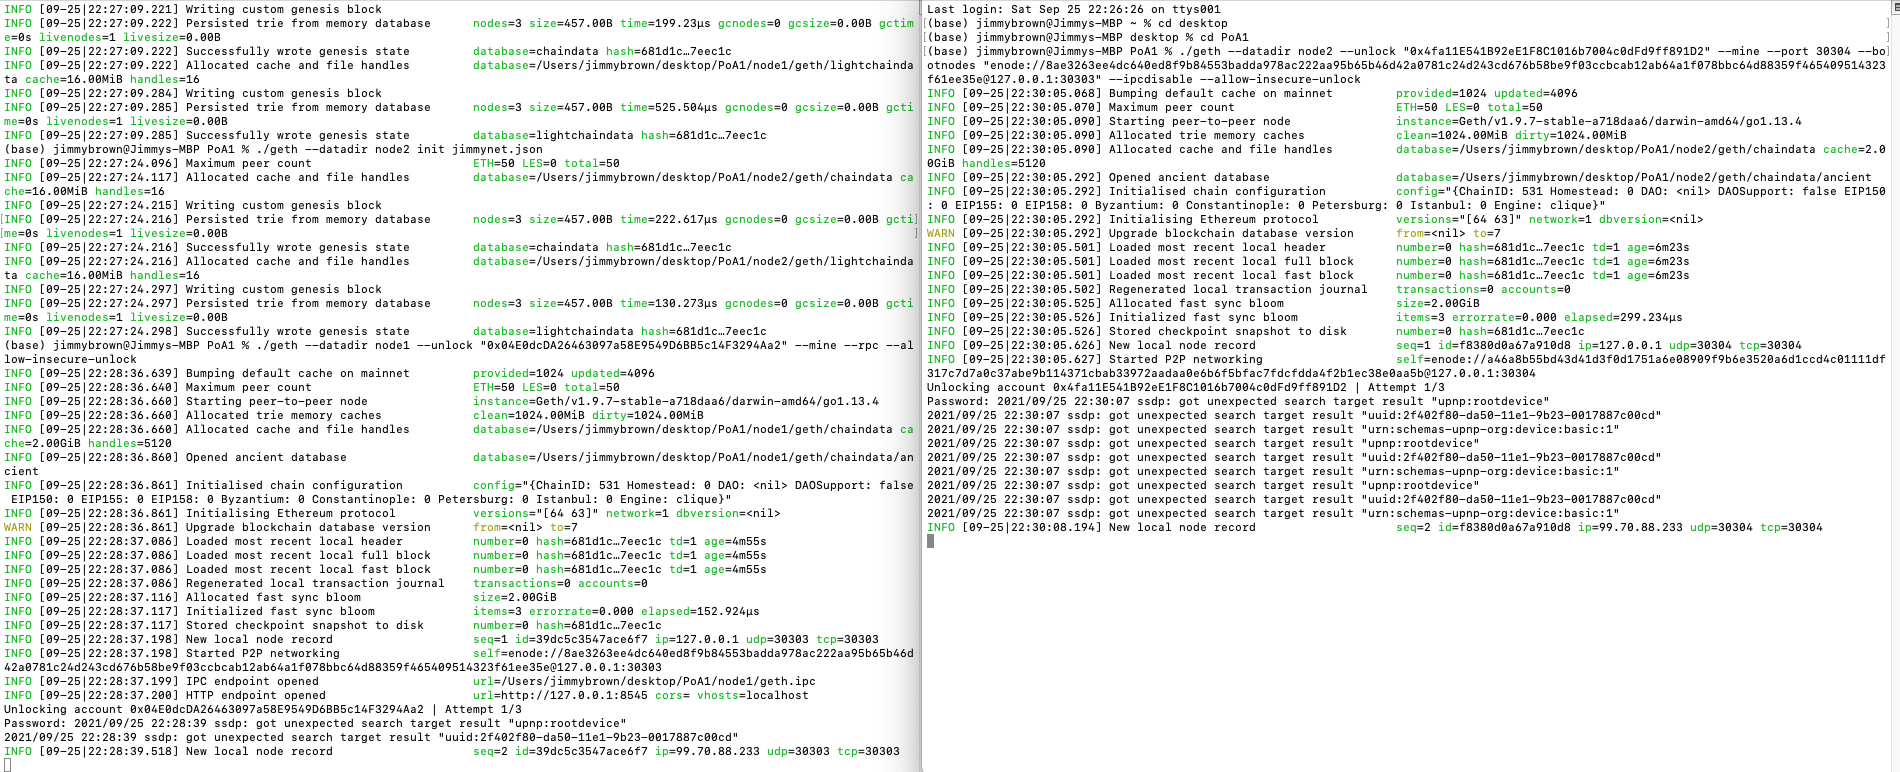 INFO [09-25|22:27:09.221] Writing custom genesis block
INFO [09-25|22:27:09.222] Persisted trie from memory database      nodes=3 size=457.00B time=199.23µs gcnodes=0 gcsize=0.00B gctim
e=0s livenodes=1 livesize=0.00B
INFO [09-25|22:27:09.222] Successfully wrote genesis state         database=chaindata hash=681d1c…7eec1c
INFO [09-25|22:27:09.222] Allocated cache and file handles         database=/Users/jimmybrown/desktop/PoA1/node1/geth/lightchainda
ta cache=16.00MiB handles=16
INFO [09-25|22:27:09.284] Writing custom genesis block
INFO [09-25|22:27:09.285] Persisted trie from memory database      nodes=3 size=457.00B time=525.504µs gcnodes=0 gcsize=0.00B gcti
me=0s livenodes=1 livesize=0.00B
INFO [09-25|22:27:09.285] Successfully wrote genesis state         database=lightchaindata hash=681d1c…7eec1c
(base) jimmybrown@Jimmys-MBP PoA1 % ./geth --datadir node2 init jimmynet.json
INFO [09-25|22:27:24.096] Maximum peer count                       ETH=50 LES=0 total=50
INFO [09-25|22:27:24.117] Allocated cache and file handles         database=/Users/jimmybrown/desktop/PoA1/node2/geth/chaindata ca
che=16.00MiB handles=16
INFO [09-25|22:27:24.215] Writing custom genesis block
INFO [09-25|22:27:24.216] Persisted trie from memory database      nodes=3 size=457.00B time=222.617µs gcnodes=0 gcsize=0.00B gcti
me=0s livenodes=1 livesize=0.00B
INFO [09-25|22:27:24.216] Successfully wrote genesis state         database=chaindata hash=681d1c…7eec1c
INFO [09-25|22:27:24.216] Allocated cache and file handles         database=/Users/jimmybrown/desktop/PoA1/node2/geth/lightchainda
ta cache=16.00MiB handles=16
INFO [09-25|22:27:24.297] Writing custom genesis block
INFO [09-25|22:27:24.297] Persisted trie from memory database      nodes=3 size=457.00B time=130.273µs gcnodes=0 gcsize=0.00B gcti
me=0s livenodes=1 livesize=0.00B
INFO [09-25|22:27:24.298] Successfully wrote genesis state         database=lightchaindata hash=681d1c…7eec1c
(base) jimmybrown@Jimmys-MBP PoA1 % ./geth --datadir node1 --unlock "0x04E0dcDA26463097a58E9549D6BB5c14F3294Aa2" --mine --rpc --al
low-insecure-unlock
INFO [09-25|22:28:36.639] Bumping default cache on mainnet         provided=1024 updated=4096
INFO [09-25|22:28:36.640] Maximum peer count                       ETH=50 LES=0 total=50
INFO [09-25|22:28:36.660] Starting peer-to-peer node               instance=Geth/v1.9.7-stable-a718daa6/darwin-amd64/go1.13.4
INFO [09-25|22:28:36.660] Allocated trie memory caches             clean=1024.00MiB dirty=1024.00MiB
INFO [09-25|22:28:36.660] Allocated cache and file handles         database=/Users/jimmybrown/desktop/PoA1/node1/geth/chaindata ca
che=2.00GiB handles=5120
INFO [09-25|22:28:36.860] Opened ancient database                  database=/Users/jimmybrown/desktop/PoA1/node1/geth/chaindata/an
cient
INFO [09-25|22:28:36.861] Initialised chain configuration          config="{ChainID: 531 Homestead: 0 DAO: <nil> DAOSupport: false
 EIP150: 0 EIP155: 0 EIP158: 0 Byzantium: 0 Constantinople: 0 Petersburg: 0 Istanbul: 0 Engine: clique}"
INFO [09-25|22:28:36.861] Initialising Ethereum protocol           versions="[64 63]" network=1 dbversion=<nil>
WARN [09-25|22:28:36.861] Upgrade blockchain database version      from=<nil> to=7
INFO [09-25|22:28:37.086] Loaded most recent local header          number=0 hash=681d1c…7eec1c td=1 age=4m55s
INFO [09-25|22:28:37.086] Loaded most recent local full block      number=0 hash=681d1c…7eec1c td=1 age=4m55s
INFO [09-25|22:28:37.086] Loaded most recent local fast block      number=0 hash=681d1c…7eec1c td=1 age=4m55s
INFO [09-25|22:28:37.086] Regenerated local transaction journal    transactions=0 accounts=0
INFO [09-25|22:28:37.116] Allocated fast sync bloom                size=2.00GiB
INFO [09-25|22:28:37.117] Initialized fast sync bloom              items=3 errorrate=0.000 elapsed=152.924µs
INFO [09-25|22:28:37.117] Stored checkpoint snapshot to disk       number=0 hash=681d1c…7eec1c
INFO [09-25|22:28:37.198] New local node record                    seq=1 id=39dc5c3547ace6f7 ip=127.0.0.1 udp=30303 tcp=30303
INFO [09-25|22:28:37.198] Started P2P networking                   self=enode://8ae3263ee4dc640ed8f9b84553badda978ac222aa95b65b46d
42a0781c24d243cd676b58be9f03ccbcab12ab64a1f078bbc64d88359f465409514323f61ee35e@127.0.0.1:30303
INFO [09-25|22:28:37.199] IPC endpoint opened                      url=/Users/jimmybrown/desktop/PoA1/node1/geth.ipc
INFO [09-25|22:28:37.200] HTTP endpoint opened                     url=http://127.0.0.1:8545 cors= vhosts=localhost
Unlocking account 0x04E0dcDA26463097a58E9549D6BB5c14F3294Aa2 | Attempt 1/3
Password: 2021/09/25 22:28:39 ssdp: got unexpected search target result "upnp:rootdevice"
2021/09/25 22:28:39 ssdp: got unexpected search target result "uuid:2f402f80-da50-11e1-9b23-0017887c00cd"
INFO [09-25|22:28:39.518] New local node record                    seq=2 id=39dc5c3547ace6f7 ip=99.70.88.233 udp=30303 tcp=30303
Last login: Sat Sep 25 22:26:26 on ttys001
(base) jimmybrown@Jimmys-MBP ~ % cd desktop
(base) jimmybrown@Jimmys-MBP desktop % cd PoA1
(base) jimmybrown@Jimmys-MBP PoA1 % ./geth --datadir node2 --unlock "0x4fa11E541B92eE1F8C1016b7004c0dFd9ff891D2" --mine --port 30304 --bo
otnodes "enode://8ae3263ee4dc640ed8f9b84553badda978ac222aa95b65b46d42a0781c24d243cd676b58be9f03ccbcab12ab64a1f078bbc64d88359f465409514323
f61ee35e@127.0.0.1:30303" --ipcdisable --allow-insecure-unlock
INFO [09-25|22:30:05.068] Bumping default cache on mainnet         provided=1024 updated=4096
INFO [09-25|22:30:05.070] Maximum peer count                       ETH=50 LES=0 total=50
INFO [09-25|22:30:05.090] Starting peer-to-peer node               instance=Geth/v1.9.7-stable-a718daa6/darwin-amd64/go1.13.4
INFO [09-25|22:30:05.090] Allocated trie memory caches             clean=1024.00MiB dirty=1024.00MiB
INFO [09-25|22:30:05.090] Allocated cache and file handles         database=/Users/jimmybrown/desktop/PoA1/node2/geth/chaindata cache=2.0
0GiB handles=5120
INFO [09-25|22:30:05.292] Opened ancient database                  database=/Users/jimmybrown/desktop/PoA1/node2/geth/chaindata/ancient
INFO [09-25|22:30:05.292] Initialised chain configuration          config="{ChainID: 531 Homestead: 0 DAO: <nil> DAOSupport: false EIP150
: 0 EIP155: 0 EIP158: 0 Byzantium: 0 Constantinople: 0 Petersburg: 0 Istanbul: 0 Engine: clique}"
INFO [09-25|22:30:05.292] Initialising Ethereum protocol           versions="[64 63]" network=1 dbversion=<nil>
WARN [09-25|22:30:05.292] Upgrade blockchain database version      from=<nil> to=7
INFO [09-25|22:30:05.501] Loaded most recent local header          number=0 hash=681d1c…7eec1c td=1 age=6m23s
INFO [09-25|22:30:05.501] Loaded most recent local full block      number=0 hash=681d1c…7eec1c td=1 age=6m23s
INFO [09-25|22:30:05.501] Loaded most recent local fast block      number=0 hash=681d1c…7eec1c td=1 age=6m23s
INFO [09-25|22:30:05.502] Regenerated local transaction journal    transactions=0 accounts=0
INFO [09-25|22:30:05.525] Allocated fast sync bloom                size=2.00GiB
INFO [09-25|22:30:05.526] Initialized fast sync bloom              items=3 errorrate=0.000 elapsed=299.234µs
INFO [09-25|22:30:05.526] Stored checkpoint snapshot to disk       number=0 hash=681d1c…7eec1c
INFO [09-25|22:30:05.626] New local node record                    seq=1 id=f8380d0a67a910d8 ip=127.0.0.1 udp=30304 tcp=30304
INFO [09-25|22:30:05.627] Started P2P networking                   self=enode://a46a8b55bd43d41d3f0d1751a6e08909f9b6e3520a6d1ccd4c01111df
317c7d7a0c37abe9b114371cbab33972aadaa0e6b6f5bfac7fdcfdda4f2b1ec38e0aa5b@127.0.0.1:30304
Unlocking account 0x4fa11E541B92eE1F8C1016b7004c0dFd9ff891D2 | Attempt 1/3
Password: 2021/09/25 22:30:07 ssdp: got unexpected search target result "upnp:rootdevice"
2021/09/25 22:30:07 ssdp: got unexpected search target result "uuid:2f402f80-da50-11e1-9b23-0017887c00cd"
2021/09/25 22:30:07 ssdp: got unexpected search target result "urn:schemas-upnp-org:device:basic:1"
2021/09/25 22:30:07 ssdp: got unexpected search target result "upnp:rootdevice"
2021/09/25 22:30:07 ssdp: got unexpected search target result "uuid:2f402f80-da50-11e1-9b23-0017887c00cd"
2021/09/25 22:30:07 ssdp: got unexpected search target result "urn:schemas-upnp-org:device:basic:1"
2021/09/25 22:30:07 ssdp: got unexpected search target result "upnp:rootdevice"
2021/09/25 22:30:07 ssdp: got unexpected search target result "uuid:2f402f80-da50-11e1-9b23-0017887c00cd"
2021/09/25 22:30:07 ssdp: got unexpected search target result "urn:schemas-upnp-org:device:basic:1"
INFO [09-25|22:30:08.194] New local node record                    seq=2 id=f8380d0a67a910d8 ip=99.70.88.233 udp=30304 tcp=30304